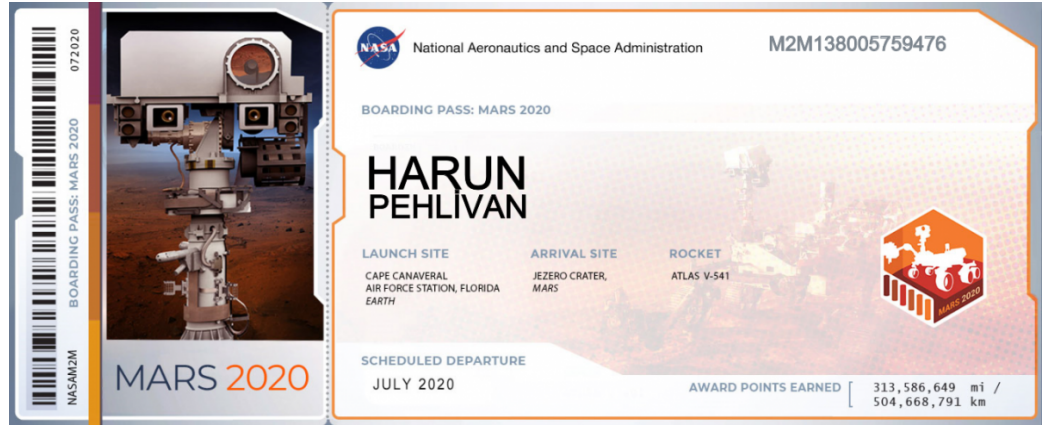 072020
BOARDING PASS: MARS 2020
NASAM2M
MARS 2020
NASA
National Aeronautics and Space Administration
M2M138005759476
BOARDING PASS: MARS 2020
HARUN
PEHLİVAN
LAUNCH SITE
CAPE CANAVERAL
AIR FORCE STATION, FLORIDA
EARTH
ARRIVAL SITE
JEZERO CRATER,
MARS
ROCKET
ATLAS V-541
MARS 2020
SCHEDULED DEPARTURE
JULY 2020
AWARD POINTS EARNED
313,586,649 mi /
504,668,791 km